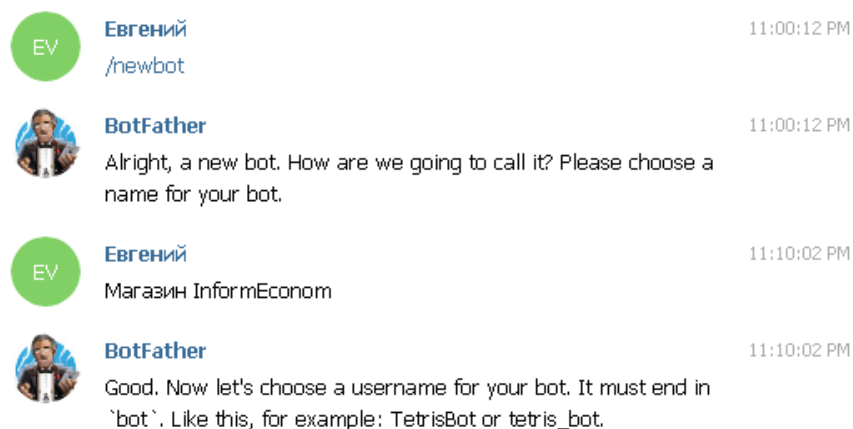 EV
Евгений
11:00:12 PM
/newbot
BotFather
11:00:12 PM
Alright, a new bot. How are we going to call it? Please choose a
name for your bot.
EV
Евгений
11:10:02 PM
Магазин InformEconom
BotFather
11:10:02 PM
Good. Now let's choose a username for your bot. It must end in
`bot`. Like this, for example: TetrisBot or tetris_bot.